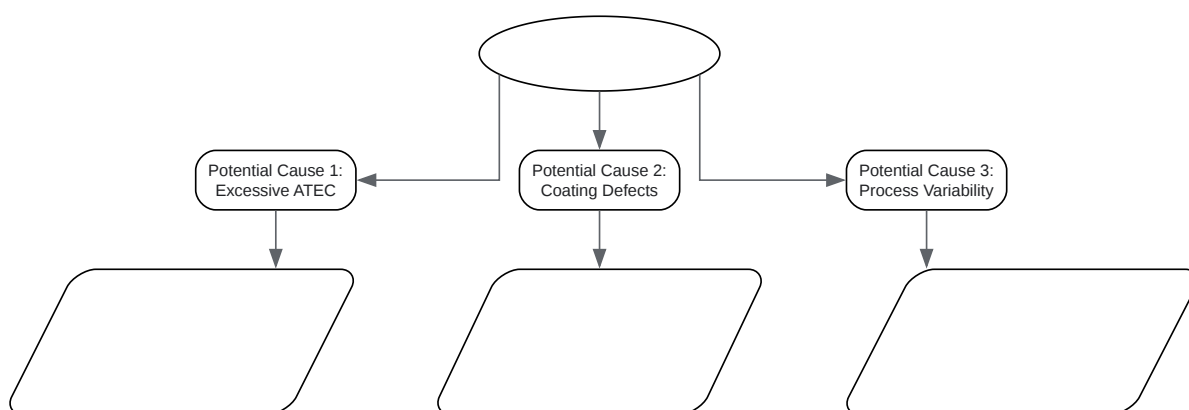 Potential Cause 1:
Excessive ATEC
Potential Cause 2:
Coating Defects
Potential Cause 3:
Process Variability